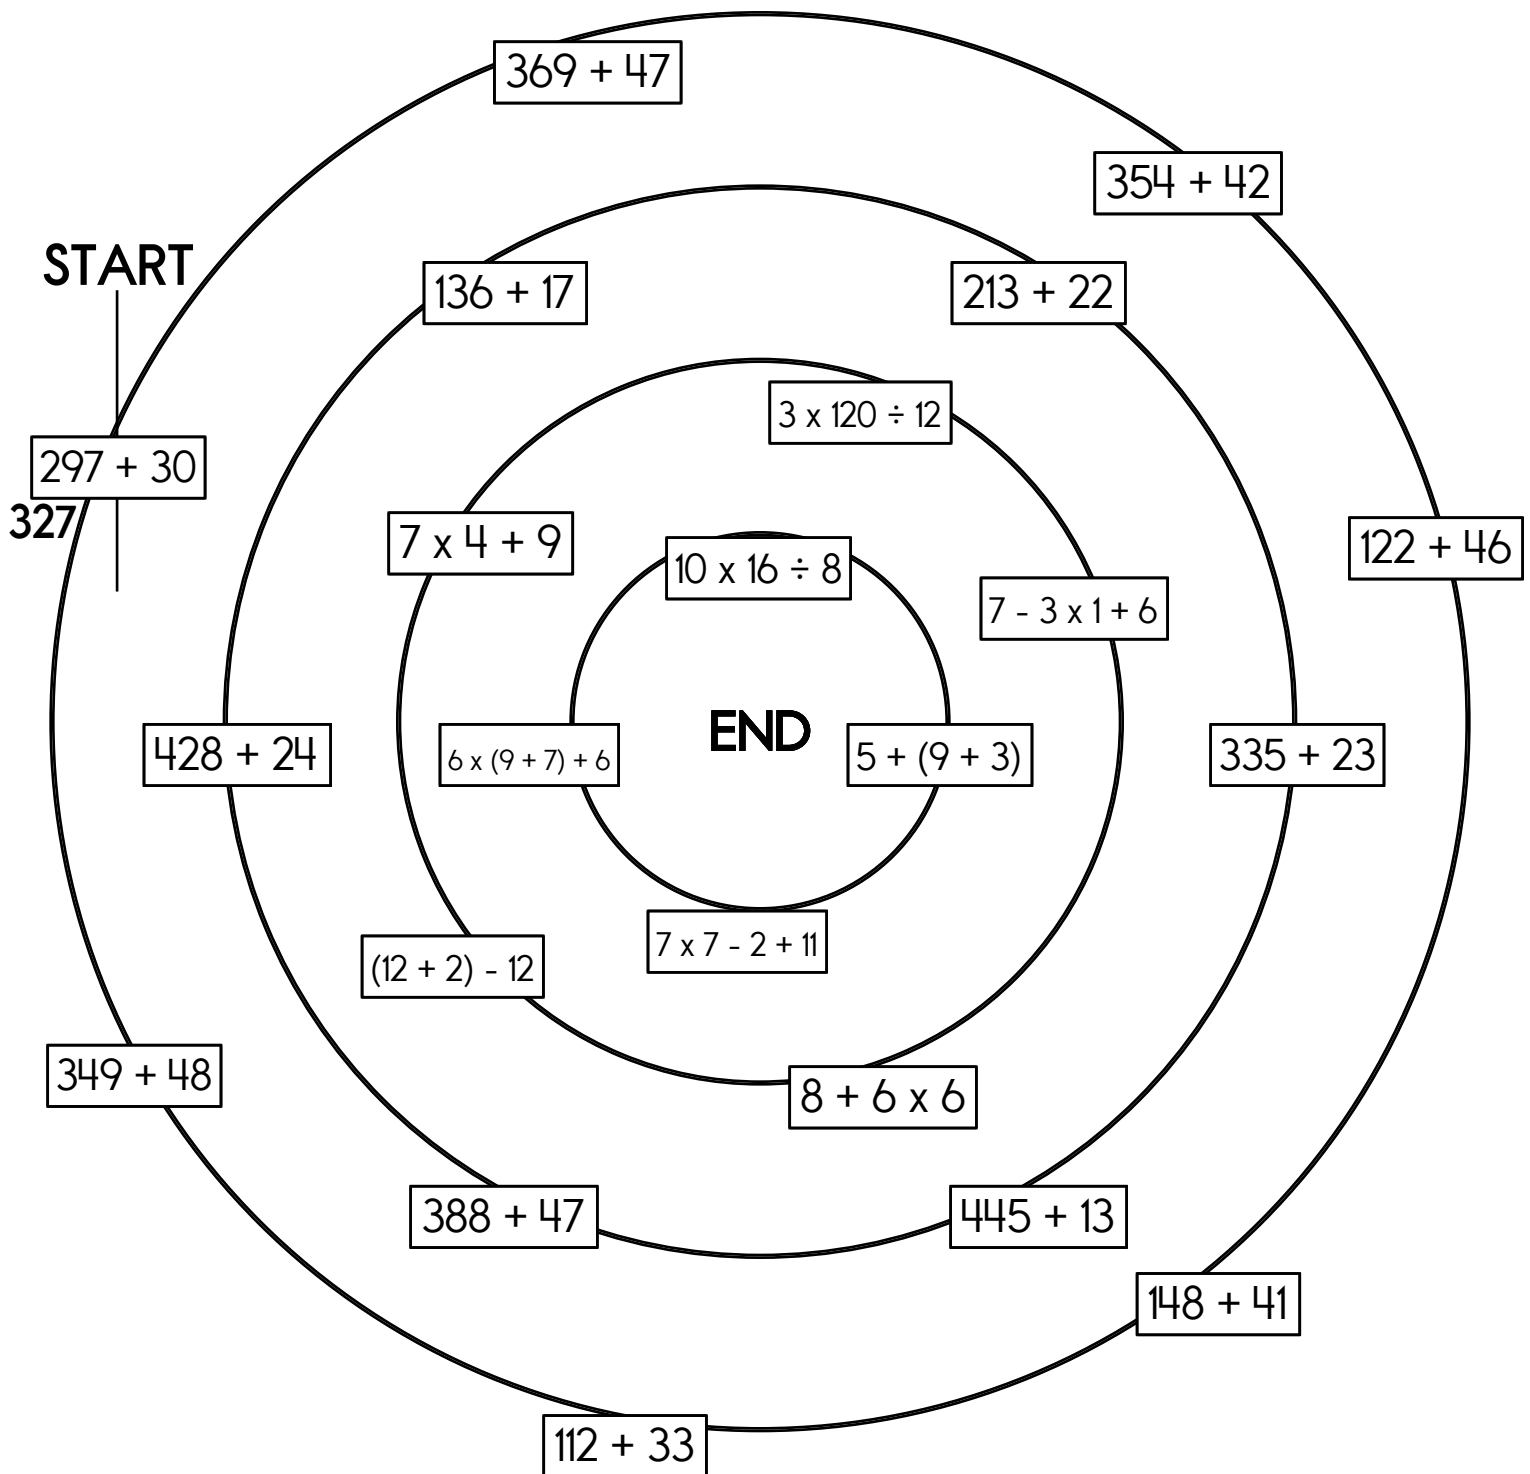 369 + 47
354 + 42
START
136 + 17
213 + 22
3 x 120 ÷ 12
297 + 30
327
7 x 4 + 9
122 + 46
10 x 16 ÷ 8
7 - 3 x 1 + 6
END
428 + 24
6 x (9 + 7) + 6
5 + (9 + 3)
335 + 23
7 x 7 - 2 + 11
(12 + 2) - 12
349 + 48
8 + 6 x 6
388 + 47
445 + 13
148 + 41
112 + 33